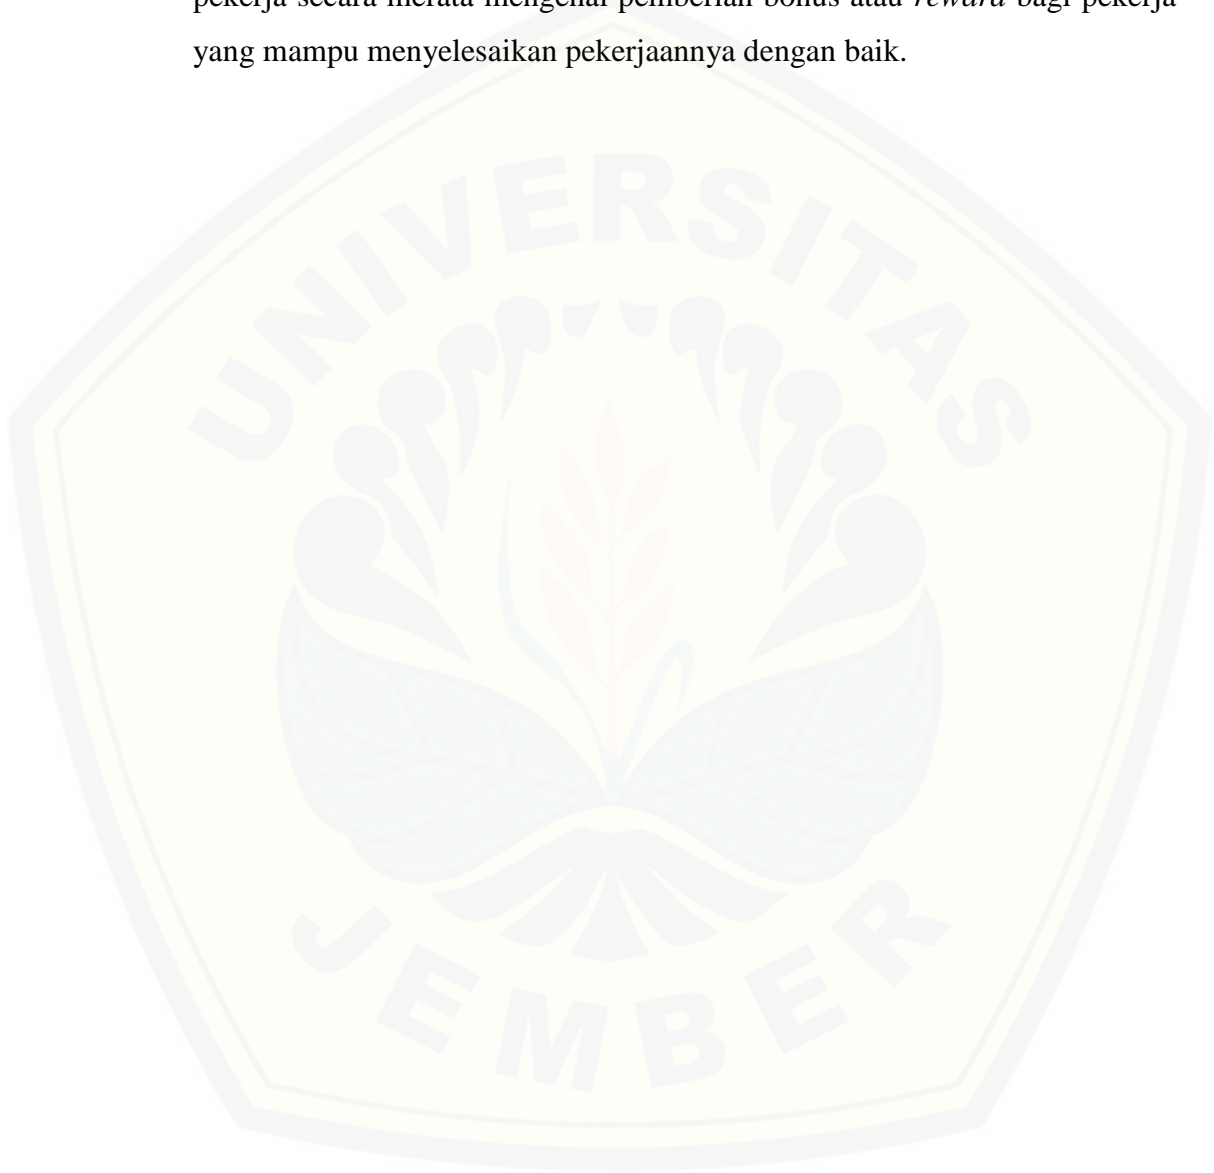 pekerja secara merata mengenai pemberian bonus atau reward bagi pekerja
yang mampu menyelesaikan pekerjaannya dengan baik.
UNIVERSITAS
JEMBER